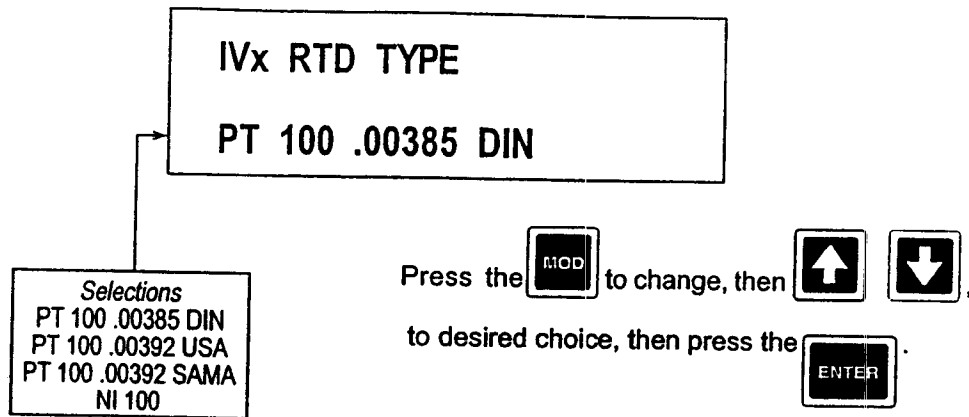 IVx RTD TYPE
PT 100 .00385 DIN
Selections
PT 100 .00385 DIN
PT 100 .00392 USA
PT 100 .00392 SAMA
NI 100
Press the MOD to change, then ,
to desired choice, then press the ENTER .